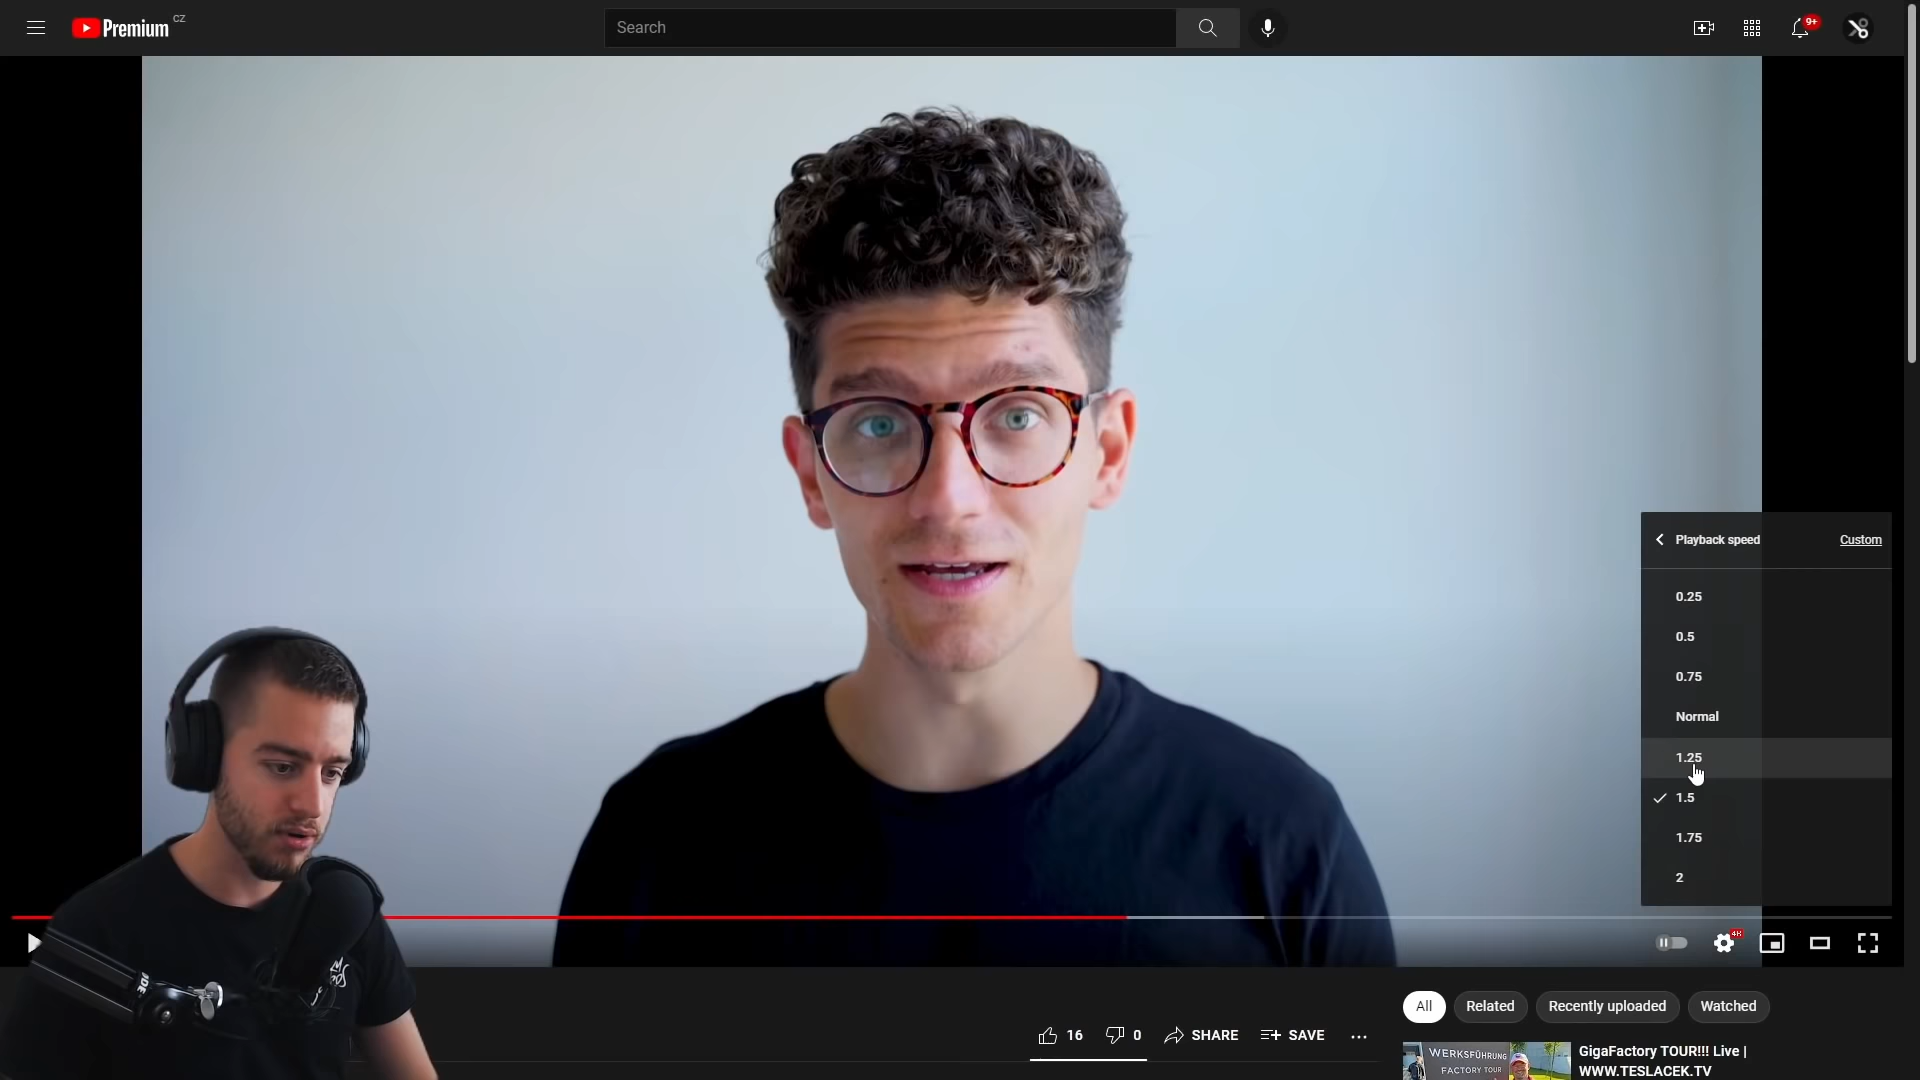 Premium CZ
Search
9+
Playback speed
Custom
0.25
0.5
0.75
Normal
1.25
1.5
1.75
2
4K
All
Related
Recently uploaded
Watched
16
0
SHARE
SAVE
WERKSFÜHRUNG
FACTORY TOUR
GigaFactory TOUR!!! Live |
WWW.TESLACEK.TV